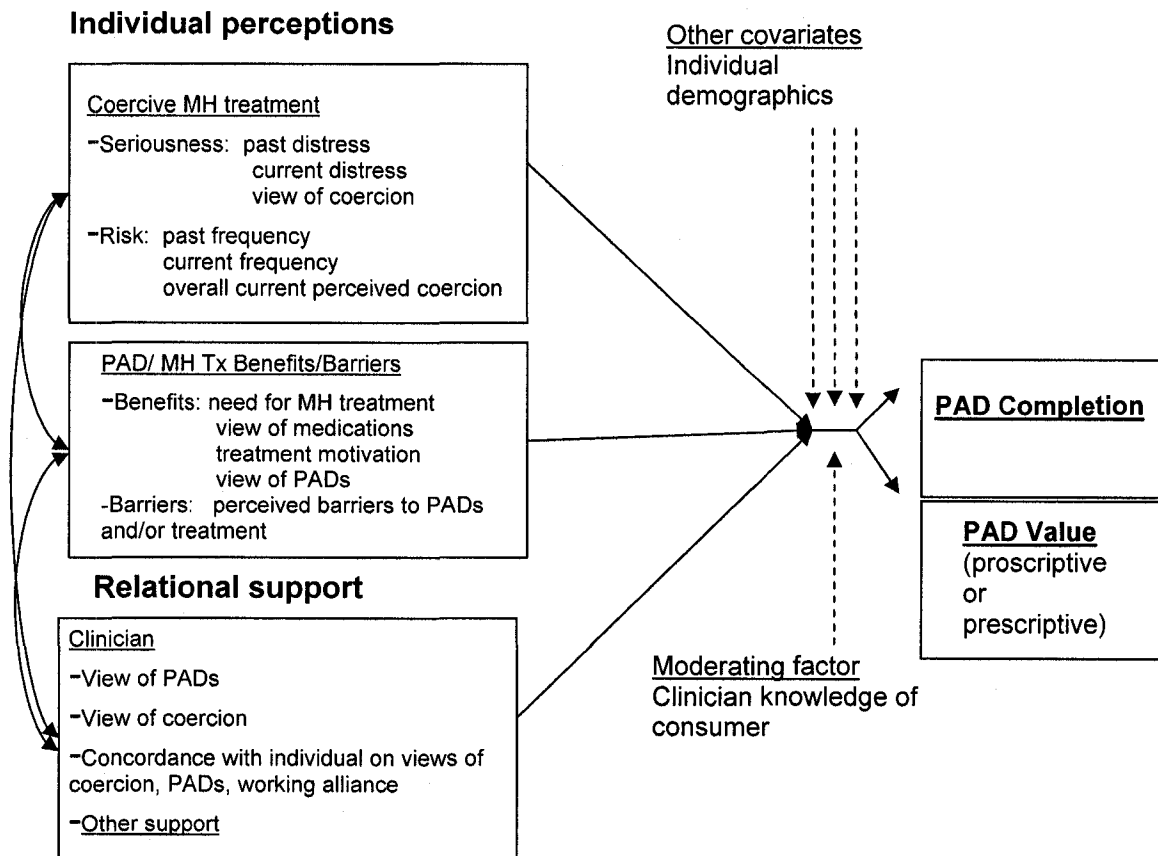 Individual perceptions
Coercive MH treatment
-Seriousness: past distress
current distress
view of coercion
-Risk: past frequency
current frequency
overall current perceived coercion
PAD/ MH Tx Benefits/Barriers
-Benefits: need for MH treatment
view of medications
treatment motivation
view of PADs
-Barriers: perceived barriers to PADs
and/or treatment
Relational support
Clinician
-View of PADs
-View of coercion
-Concordance with individual on views of
coercion, PADs, working alliance
-Other support
Other covariates
Individual
demographics
Moderating factor
Clinician knowledge of
consumer
PAD Completion
PAD Value
(proscriptive
or
prescriptive)